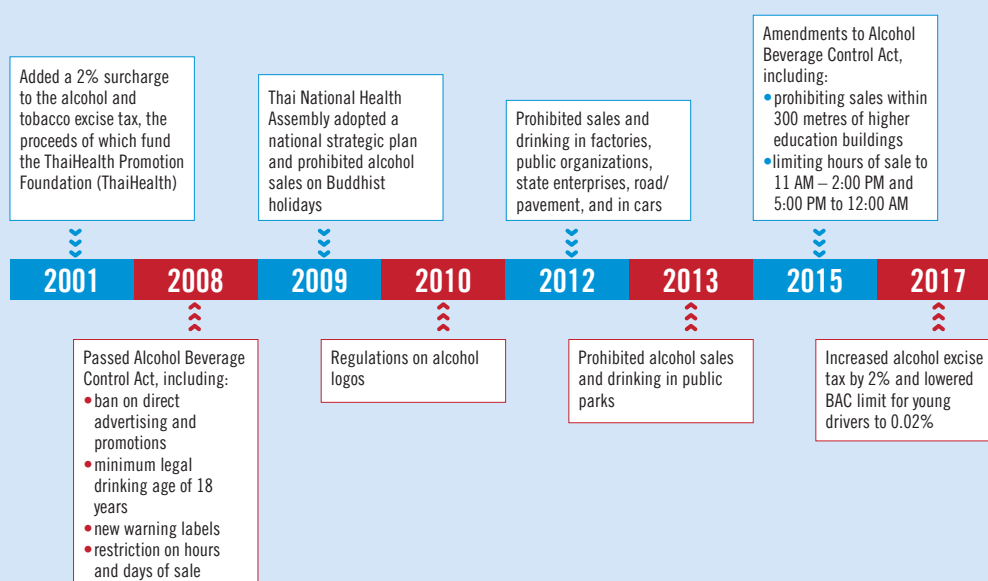 Added a 2% surcharge
to the alcohol and
tobacco excise tax, the
proceeds of which fund
the ThaiHealth Promotion
Foundation (ThaiHealth)
Thai National Health
Assembly adopted a
national strategic plan
and prohibited alcohol
sales on Buddhist
holidays
Prohibited sales and
drinking in factories,
public organizations,
state enterprises, road/
pavement, and in cars
Amendments to Alcohol
Beverage Control Act,
including:
• prohibiting sales within
300 metres of higher
education buildings
• limiting hours of sale to
11 AM – 2:00 PM and
5:00 PM to 12:00 AM
2001 2008 2009 2010 2012 2013 2015 2017
Passed Alcohol Beverage
Control Act, including:
• ban on direct
advertising and
promotions
• minimum legal
drinking age of 18
years
• new warning labels
• restriction on hours
and days of sale
Regulations on alcohol
logos
Prohibited alcohol sales
and drinking in public
parks
Increased alcohol excise
tax by 2% and lowered
BAC limit for young
drivers to 0.02%